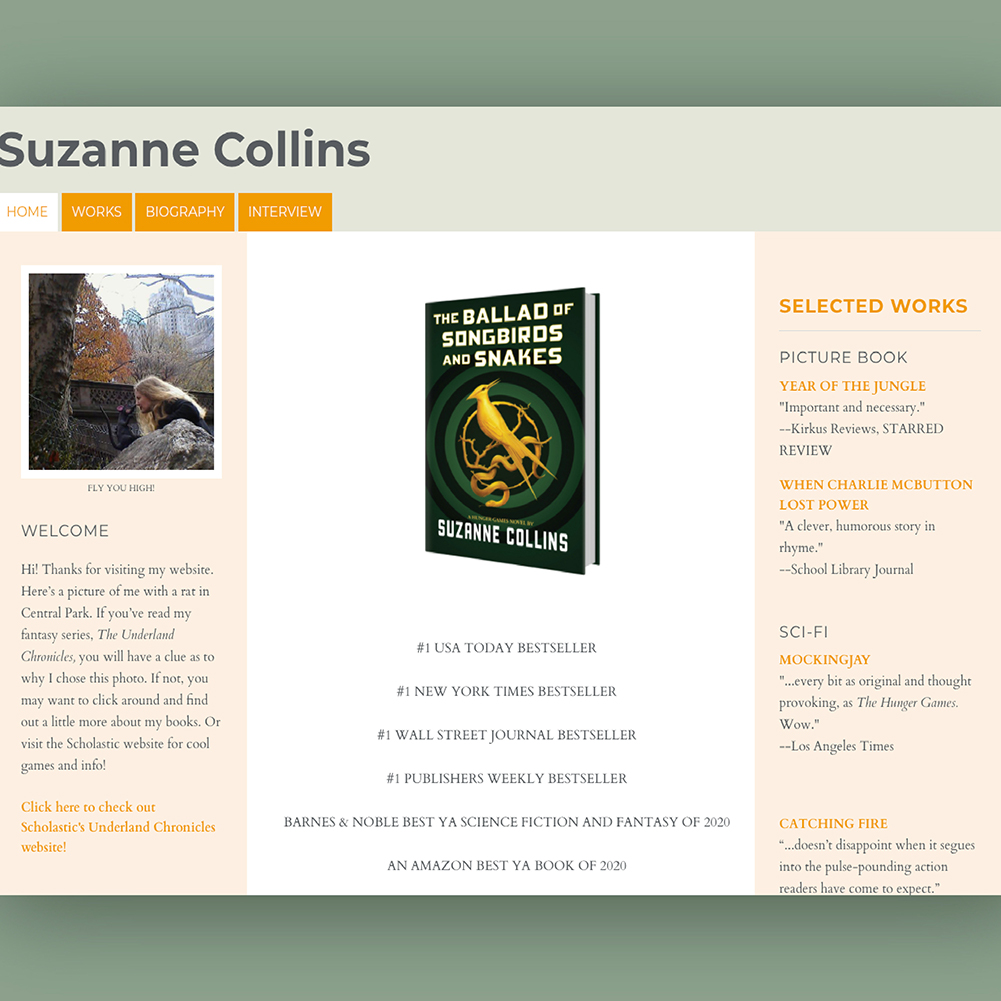 Suzanne Collins
HOME
WORKS
BIOGRAPHY
INTERVIEW
FLY YOU HIGH!
WELCOME
Hi! Thanks for visiting my website.
Here's a picture of me with a rat in
Central Park. If you've read my
fantasy series, The Underland
Chronicles, you will have a clue as to
why I chose this photo. If not, you
may want to click around and find
out a little more about my books. Or
visit the Scholastic website for cool
games and info!
Click here to check out
Scholastic's Underland Chronicles
website!
THE BALLAD OF
SONGBIRDS
AND SNAKES
A HUNGER GAMES NOVEL BY
SUZANNE COLLINS
#1 USA TODAY BESTSELLER
#1 NEW YORK TIMES BESTSELLER
#1 WALL STREET JOURNAL BESTSELLER
#1 PUBLISHERS WEEKLY BESTSELLER
BARNES & NOBLE BEST YA SCIENCE FICTION AND FANTASY OF 2020
AN AMAZON BEST YA BOOK OF 2020
SELECTED WORKS
PICTURE BOOK
YEAR OF THE JUNGLE
"Important and necessary."
--Kirkus Reviews, STARRED
REVIEW
WHEN CHARLIE MCBUTTON
LOST POWER
"A clever, humorous story in
rhyme."
--School Library Journal
SCI-FI
MOCKINGJAY
"...every bit as original and thought
provoking, as The Hunger Games.
Wow."
--Los Angeles Times
CATCHING FIRE
“...doesn’t disappoint when it segues
into the pulse-pounding action
readers have come to expect.”